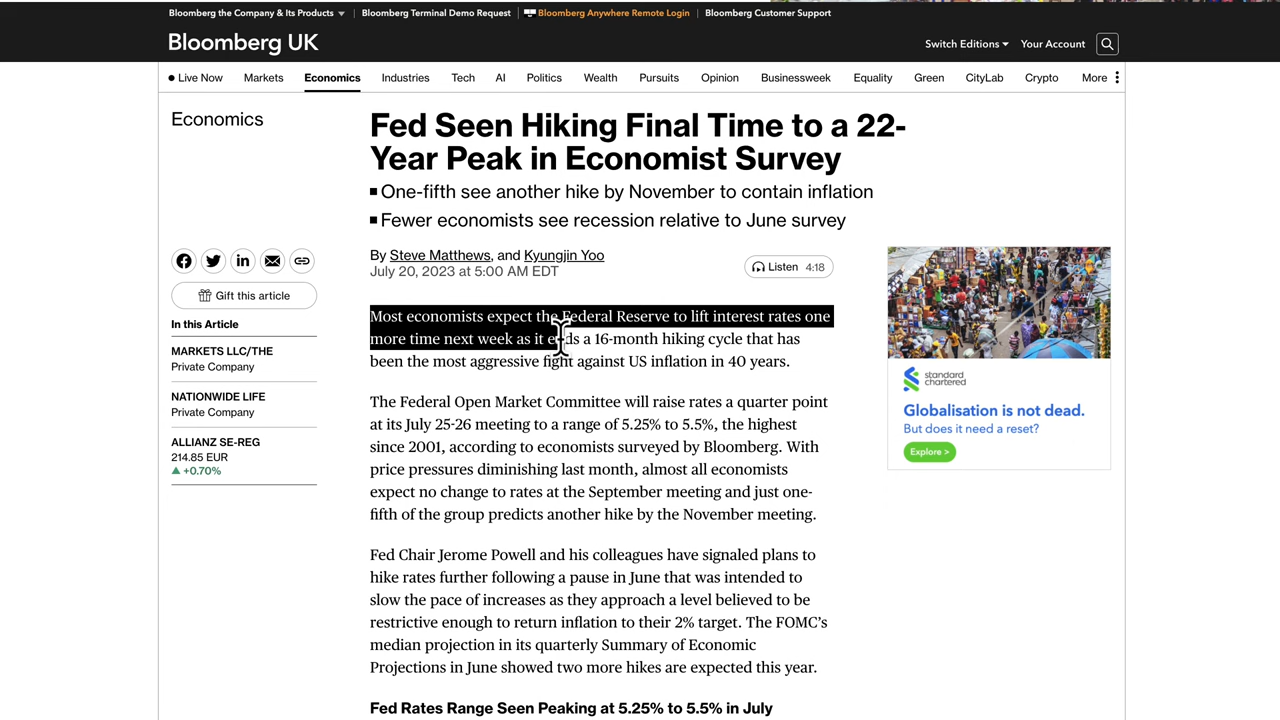 Bloomberg the Company & Its Products
Bloomberg Terminal Demo Request
Bloomberg Anywhere Remote Login
Bloomberg Customer Support
Bloomberg UK
Switch Editions
Your Account
Live Now
Markets
Economics
Industries
Tech
AI
Politics
Wealth
Pursuits
Opinion
Businessweek
Equality
Green
CityLab
Crypto
More
Economics
Fed Seen Hiking Final Time to a 22-
Year Peak in Economist Survey
One-fifth see another hike by November to contain inflation
Fewer economists see recession relative to June survey
By Steve Matthews, and Kyungjin Yoo
July 20, 2023 at 5:00 AM EDT
Listen 4:18
Gift this article
In this Article
MARKETS LLC/THE
Private Company
NATIONWIDE LIFE
Private Company
ALLIANZ SE-REG
214.85 EUR
+0.70%
Most economists expect the Federal Reserve to lift interest rates one
more time next week as it ends a 16-month hiking cycle that has
been the most aggressive fight against US inflation in 40 years.
The Federal Open Market Committee will raise rates a quarter point
at its July 25-26 meeting to a range of 5.25% to 5.5%, the highest
since 2001, according to economists surveyed by Bloomberg. With
price pressures diminishing last month, almost all economists
expect no change to rates at the September meeting and just one-
fifth of the group predicts another hike by the November meeting.
Fed Chair Jerome Powell and his colleagues have signaled plans to
hike rates further following a pause in June that was intended to
slow the pace of increases as they approach a level believed to be
restrictive enough to return inflation to their 2% target. The FOMC's
median projection in its quarterly Summary of Economic
Projections in June showed two more hikes are expected this year.
Fed Rates Range Seen Peaking at 5.25% to 5.5% in July
standard
chartered
Globalisation is not dead.
But does it need a reset?
Explore >